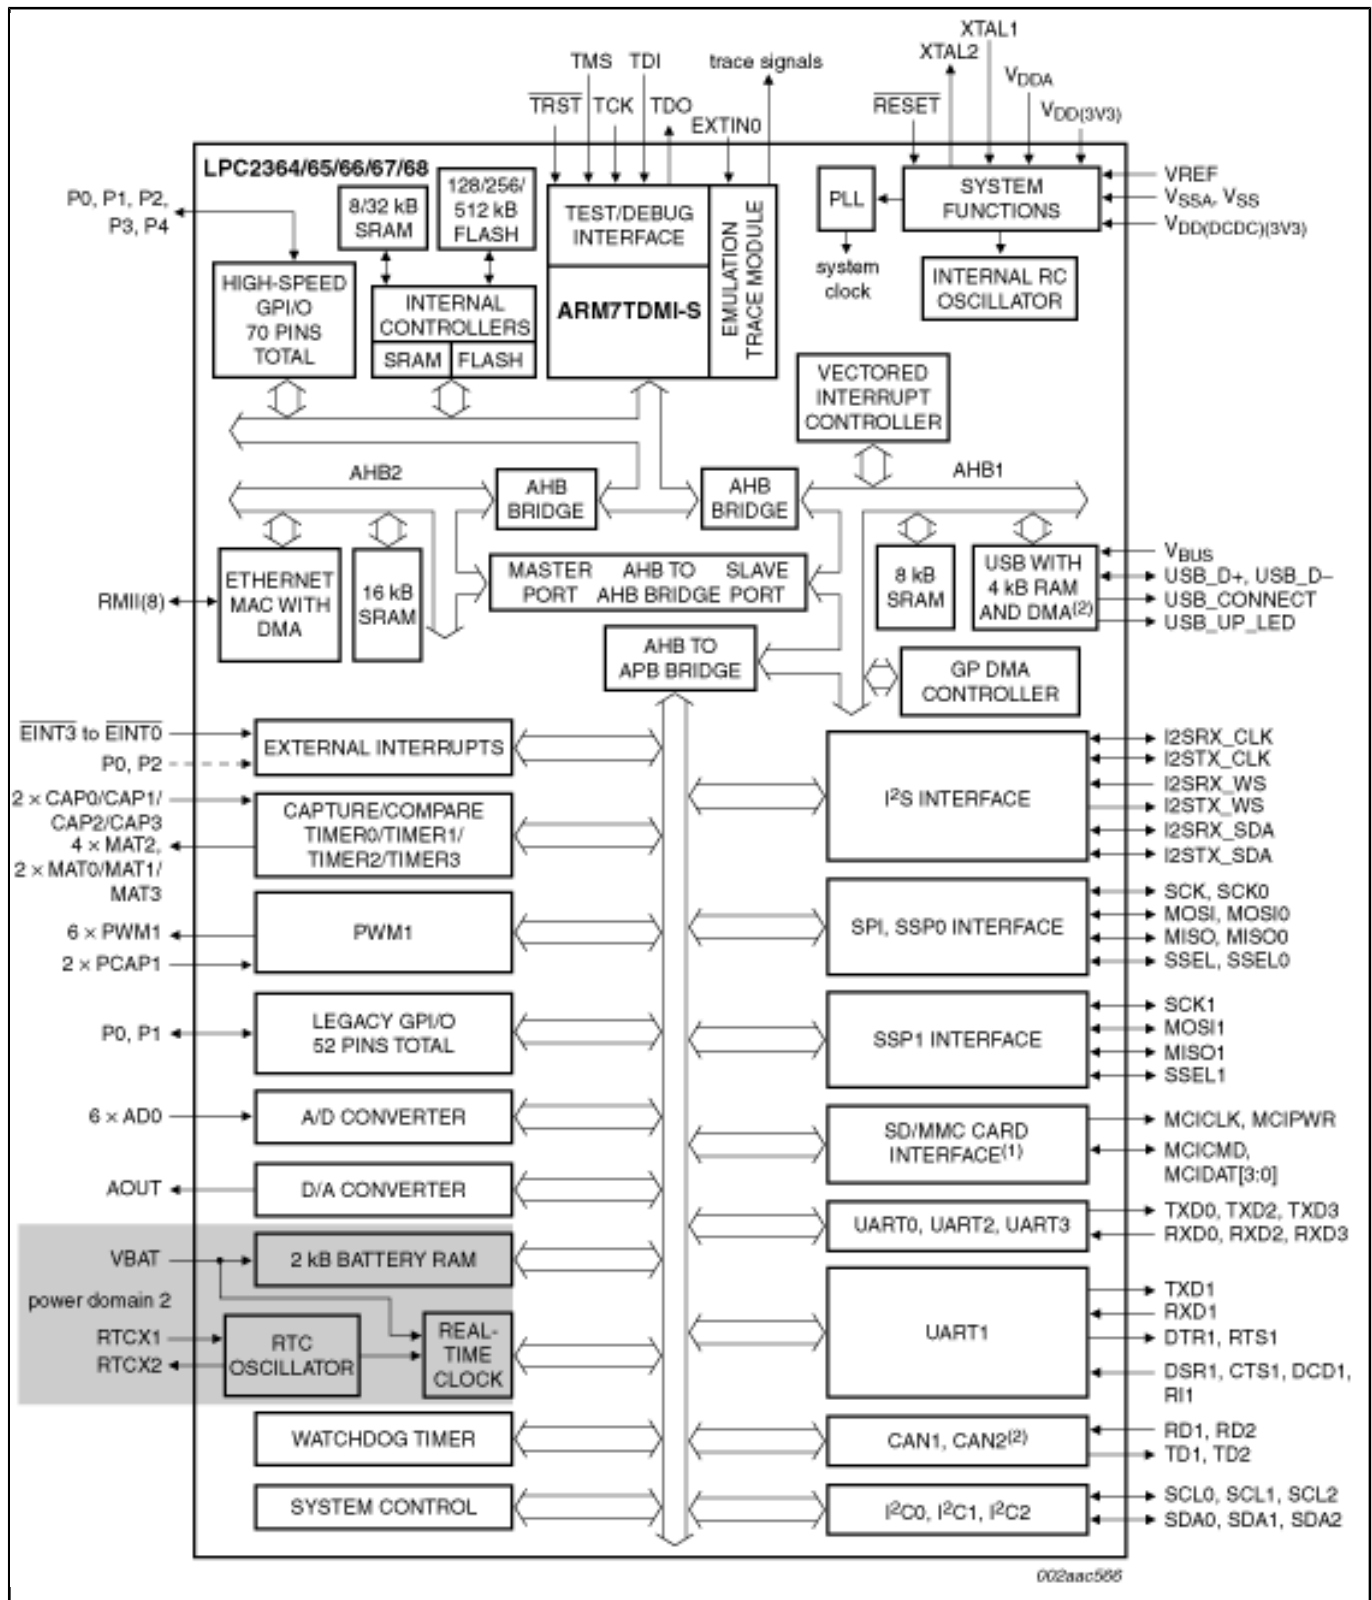 XTAL1
XTAL2
TMS TDI
trace signals
VDDA
TRST TCK
TDO
RESET
VDD(3V3)
EXTIN0
LPC2364/65/66/67/68
P0, P1, P2,
P3, P4
8/32 kB
SRAM
128/256/
512 kB
FLASH
TEST/DEBUG
INTERFACE
EMULATION
TRACE MODULE
PLL
SYSTEM
FUNCTIONS
VREF
VSSA, VSS
VDD(DCDC)(3V3)
system
clock
HIGH-SPEED
GPI/O
70 PINS
TOTAL
INTERNAL
CONTROLLERS
SRAM FLASH
ARM7TDMI-S
INTERNAL RC
OSCILLATOR
VECTORED
INTERRUPT
CONTROLLER
AHB2
AHB
BRIDGE
AHB
BRIDGE
AHB1
ETHERNET
MAC WITH
DMA
16 kB
SRAM
MASTER AHB TO SLAVE
PORT AHB BRIDGE PORT
8 kB
SRAM
USB WITH
4 kB RAM
AND DMA(2)
VBUS
USB_D+, USB_D−
USB_CONNECT
USB_UP_LED
RMII(8)
AHB TO
APB BRIDGE
GP DMA
CONTROLLER
EINT3 to EINT0
P0, P2
EXTERNAL INTERRUPTS
I2S INTERFACE
I2SRX_CLK
I2STX_CLK
I2SRX_WS
I2STX_WS
I2SRX_SDA
I2STX_SDA
2 × CAP0/CAP1/
CAP2/CAP3
4 × MAT2,
2 × MAT0/MAT1/
MAT3
CAPTURE/COMPARE
TIMER0/TIMER1/
TIMER2/TIMER3
6 × PWM1
2 × PCAP1
PWM1
SPI, SSP0 INTERFACE
SCK, SCK0
MOSI, MOSI0
MISO, MISO0
SSEL, SSEL0
P0, P1
LEGACY GPI/O
52 PINS TOTAL
SSP1 INTERFACE
SCK1
MOSI1
MISO1
SSEL1
6 × AD0
A/D CONVERTER
SD/MMC CARD
INTERFACE(1)
MCICLK, MCIPWR
MCICMD,
MCIDAT[3:0]
AOUT
D/A CONVERTER
UART0, UART2, UART3
TXD0, TXD2, TXD3
RXD0, RXD2, RXD3
VBAT
2 kB BATTERY RAM
power domain 2
RTCX1
RTCX2
RTC
OSCILLATOR
REAL-
TIME
CLOCK
UART1
TXD1
RXD1
DTR1, RTS1
DSR1, CTS1, DCD1,
RI1
WATCHDOG TIMER
CAN1, CAN2(2)
RD1, RD2
TD1, TD2
SYSTEM CONTROL
I2C0, I2C1, I2C2
SCL0, SCL1, SCL2
SDA0, SDA1, SDA2
002aac566